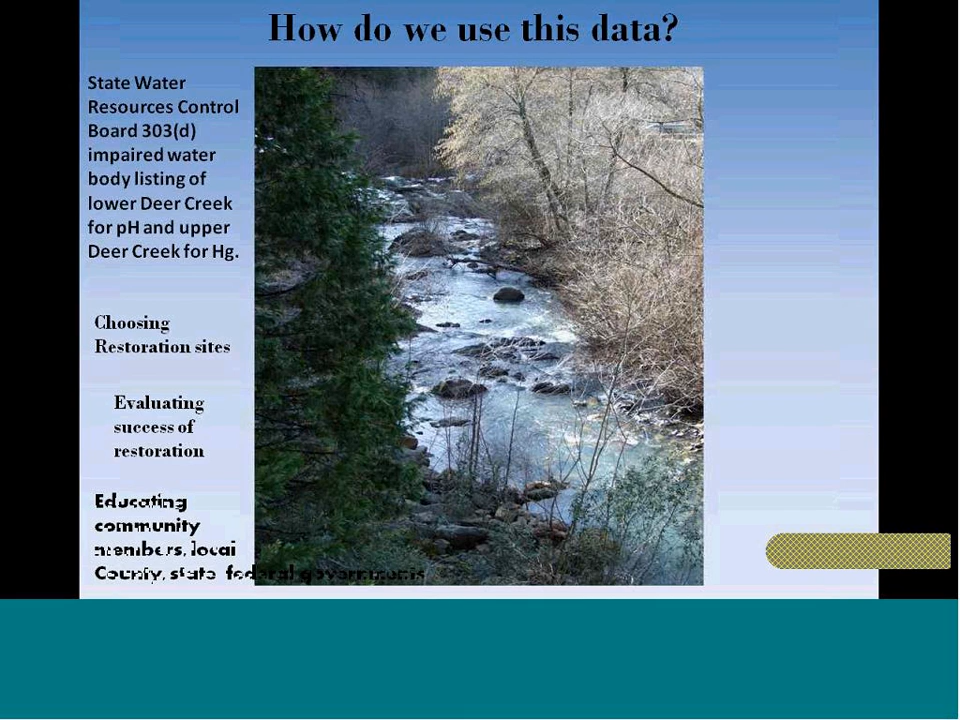 How do we use this data?
State Water
Resources Control
Board 303(d)
impaired water
body listing of
lower Deer Creek
for pH and upper
Deer Creek for Hg.
Choosing
Restoration sites
Evaluating
success of
restoration
Educating
community
members, local
County, state federal governments